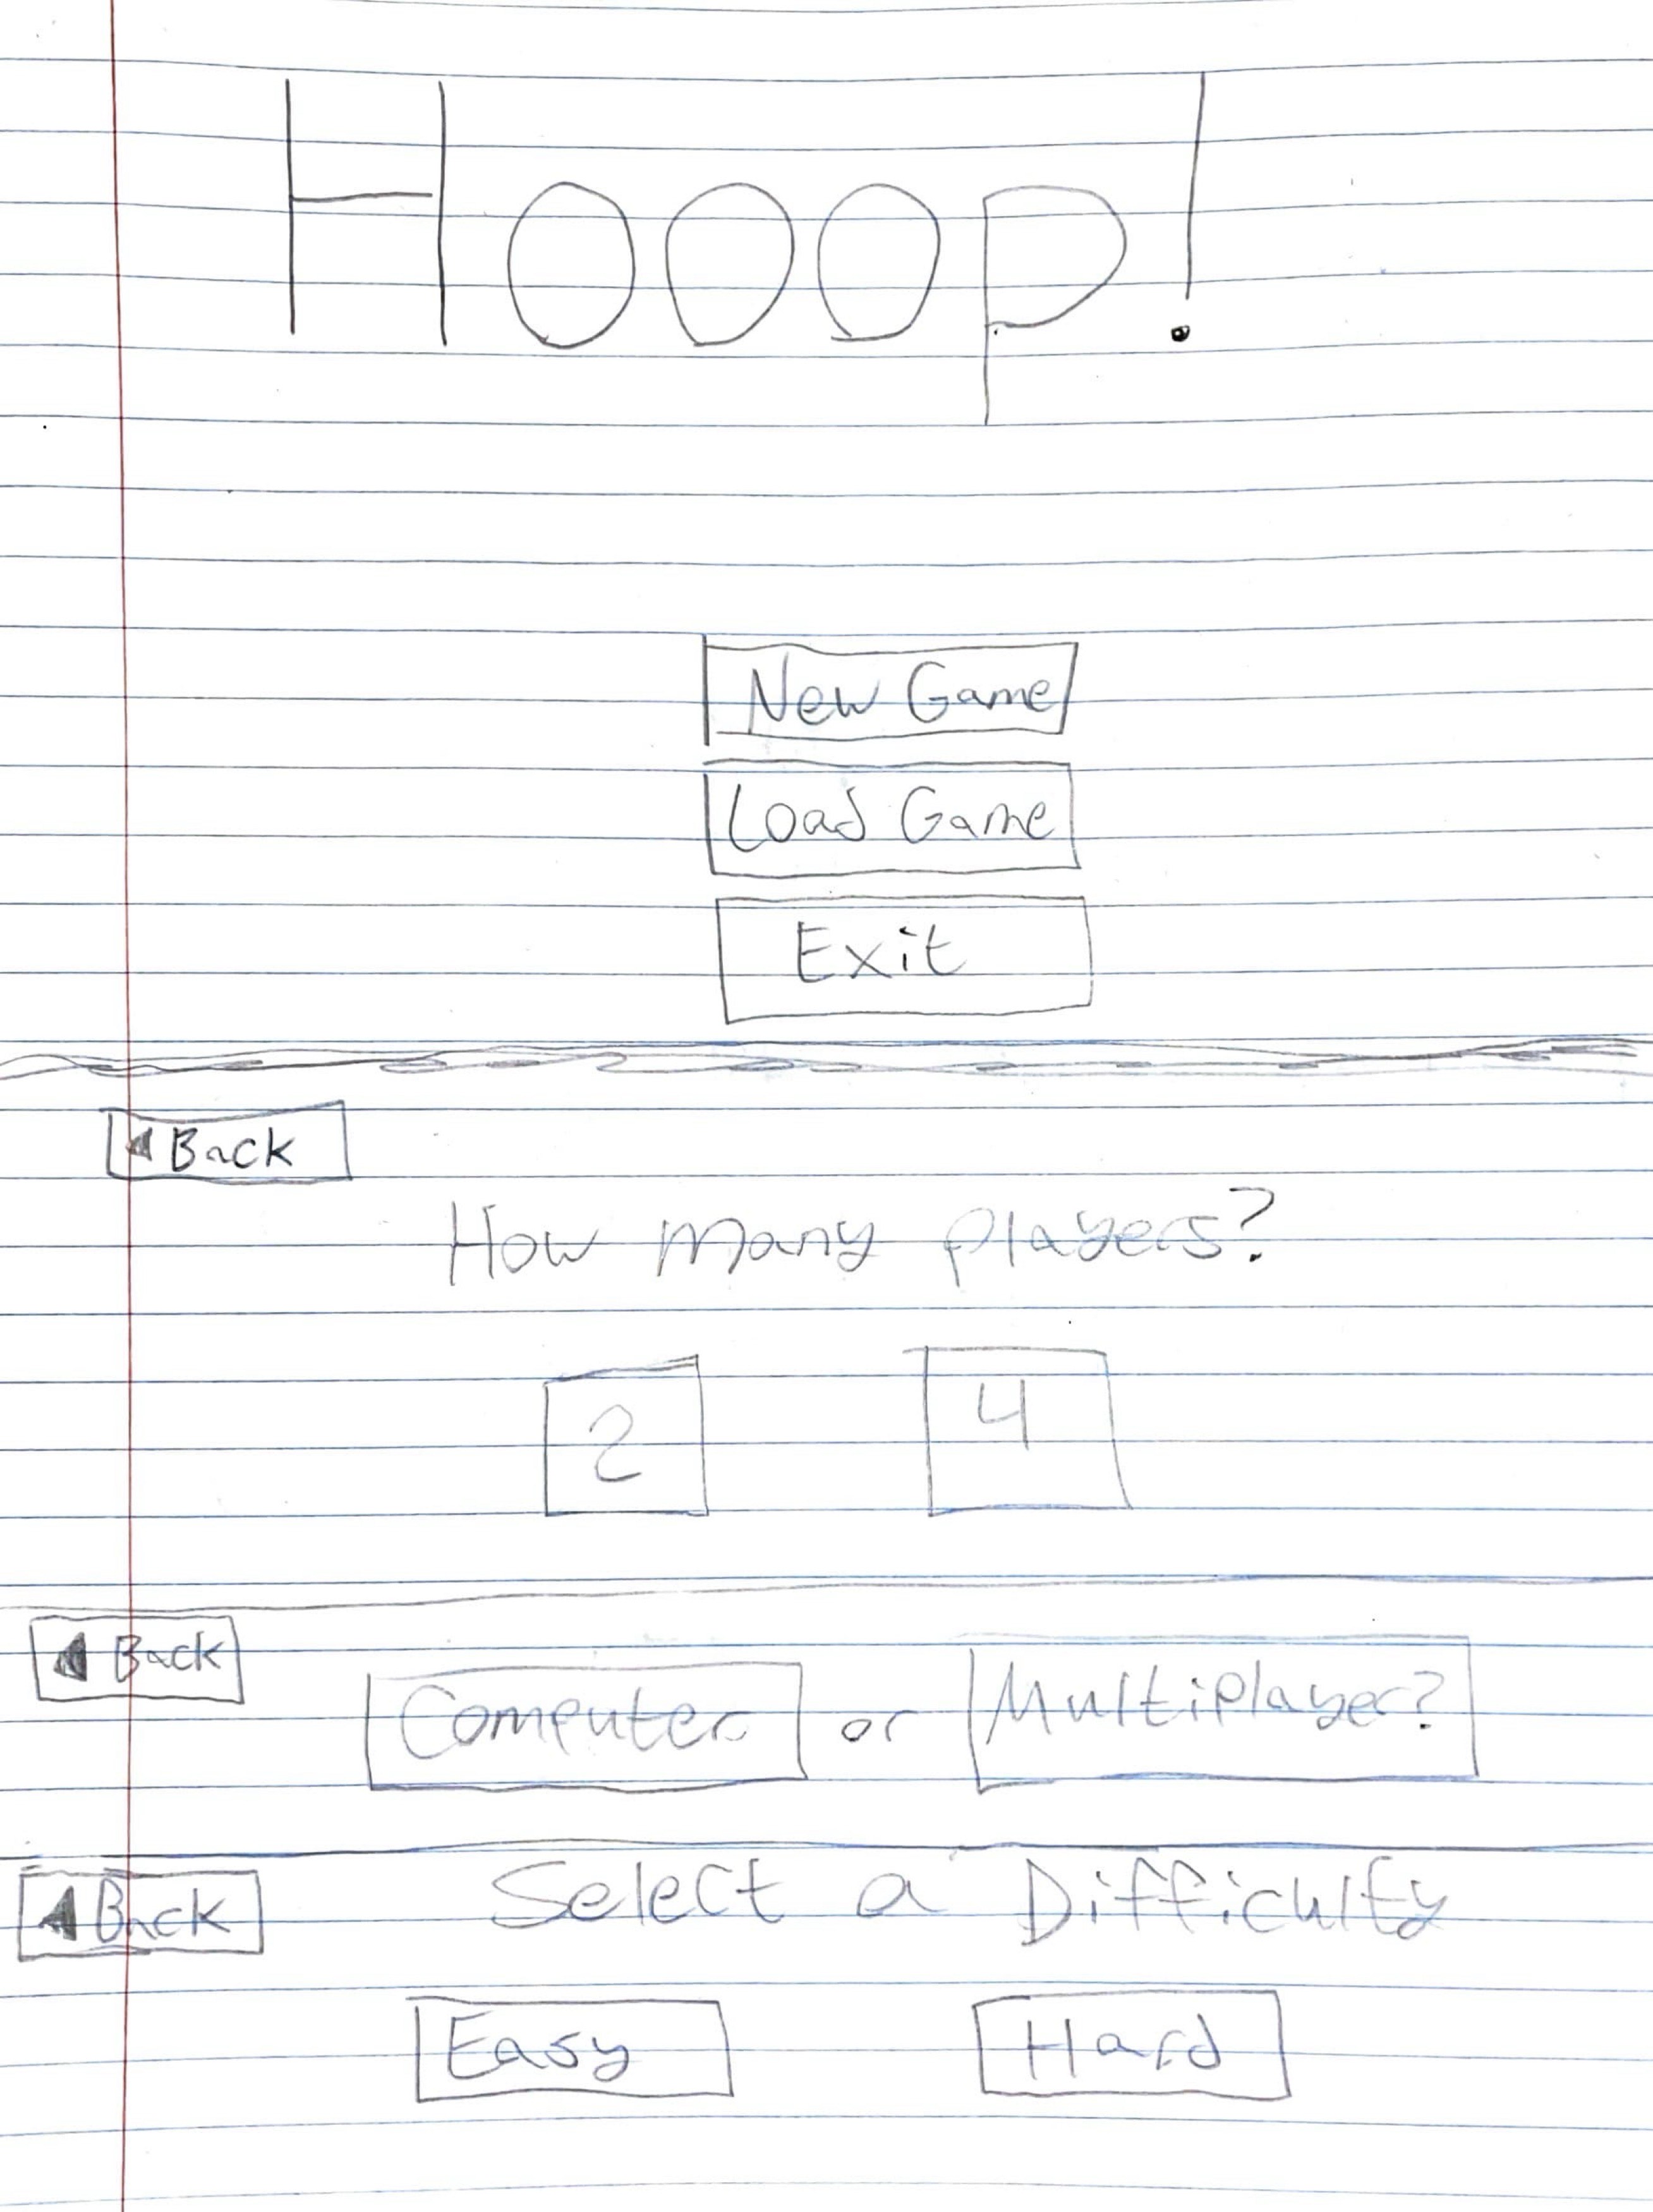 Hooop!
New Game
Load Game
Exit
◀ Back
How many players?
2 4
◀ Back
Computer or Multiplayer?
◀ Back Select a Difficulty
Easy Hard